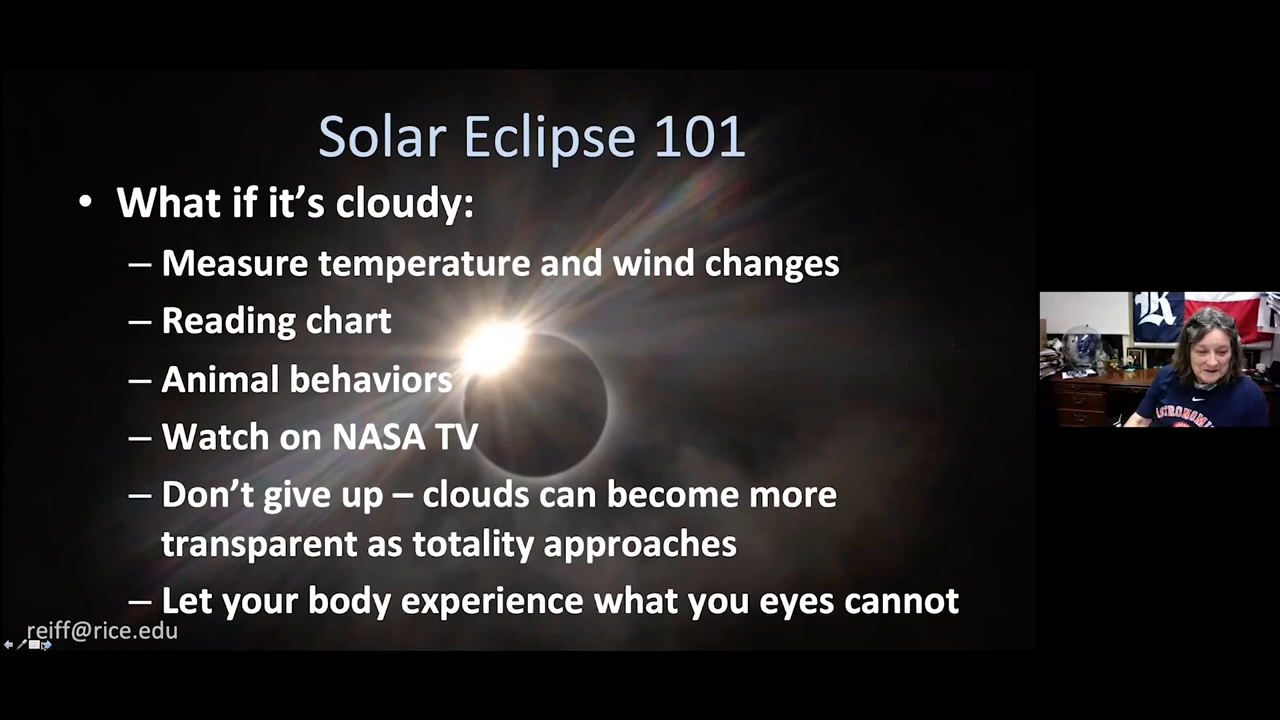 Solar Eclipse 101
• What if it’s cloudy:
– Measure temperature and wind changes
– Reading chart
– Animal behaviors
– Watch on NASA TV
– Don’t give up – clouds can become more
transparent as totality approaches
– Let your body experience what you eyes cannot
reiff@rice.edu
R